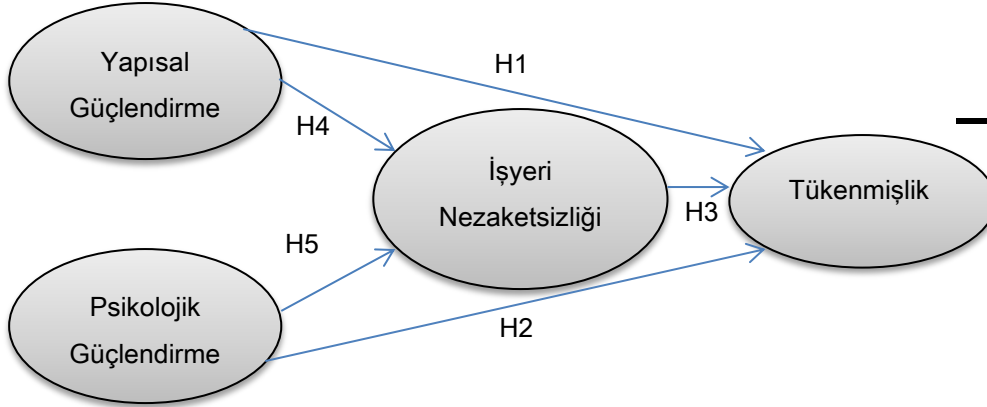 Yapısal
Güçlendirme
H1
H4
İşyeri
Nezaketsizliği
H3
Tükenmişlik
H5
Psikolojik
Güçlendirme
H2